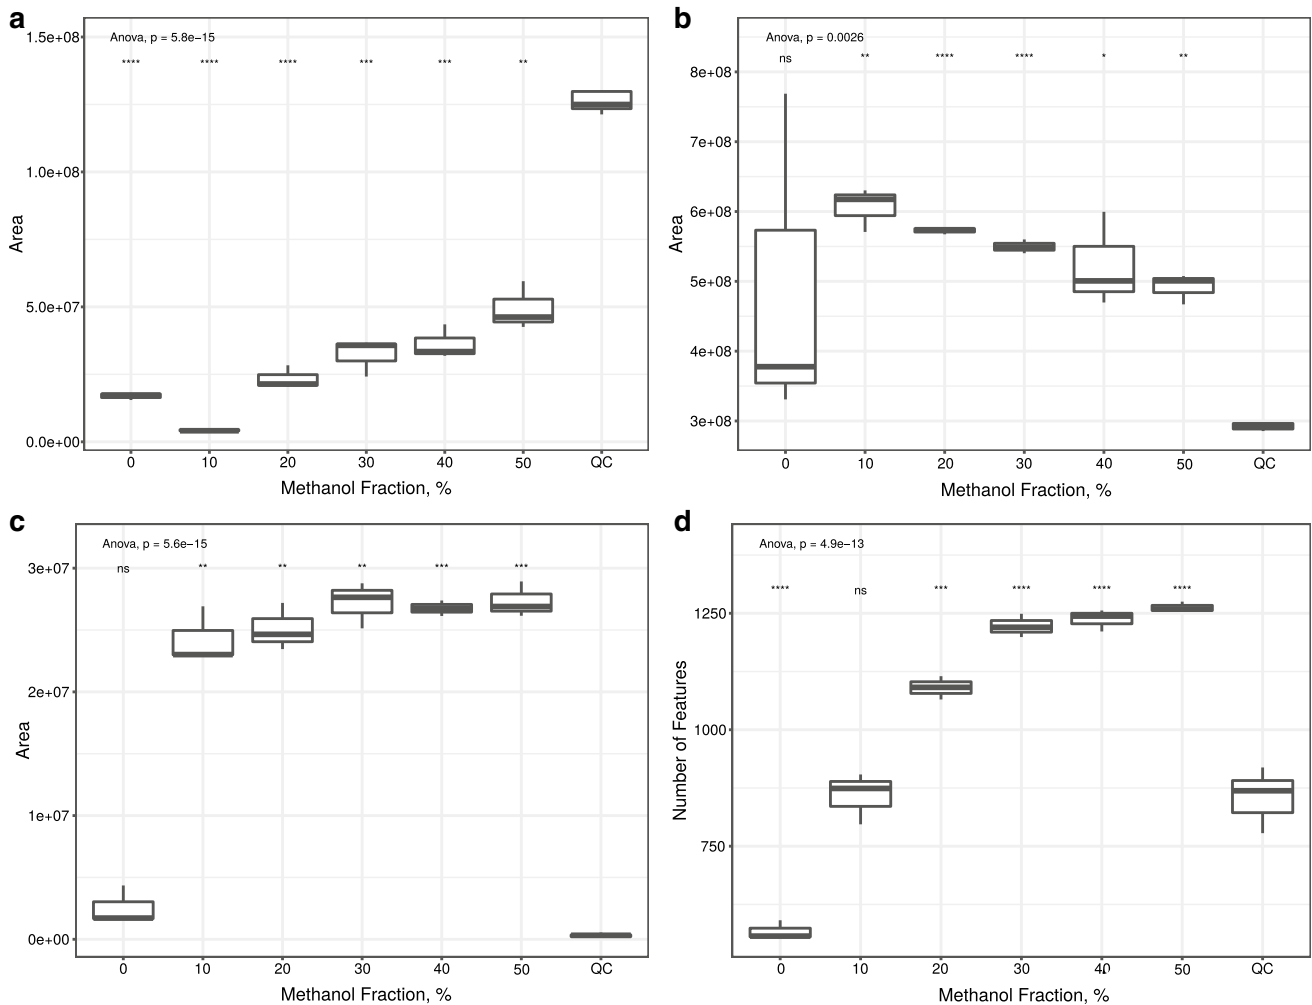 a
Anova, p = 5.8e−15
**** **** **** *** *** **
1.5e+08
1.0e+08
5.0e+07
0.0e+00
Area
0 10 20 30 40 50 QC
Methanol Fraction, %
b
Anova, p = 0.0026
ns ** **** **** * **
8e+08
7e+08
6e+08
5e+08
4e+08
3e+08
Area
0 10 20 30 40 50 QC
Methanol Fraction, %
c
Anova, p = 5.6e−15
ns ** ** ** *** ***
3e+07
2e+07
1e+07
0e+00
Area
0 10 20 30 40 50 QC
Methanol Fraction, %
d
Anova, p = 4.9e−13
**** ns *** **** **** ****
1250
1000
750
Number of Features
0 10 20 30 40 50 QC
Methanol Fraction, %